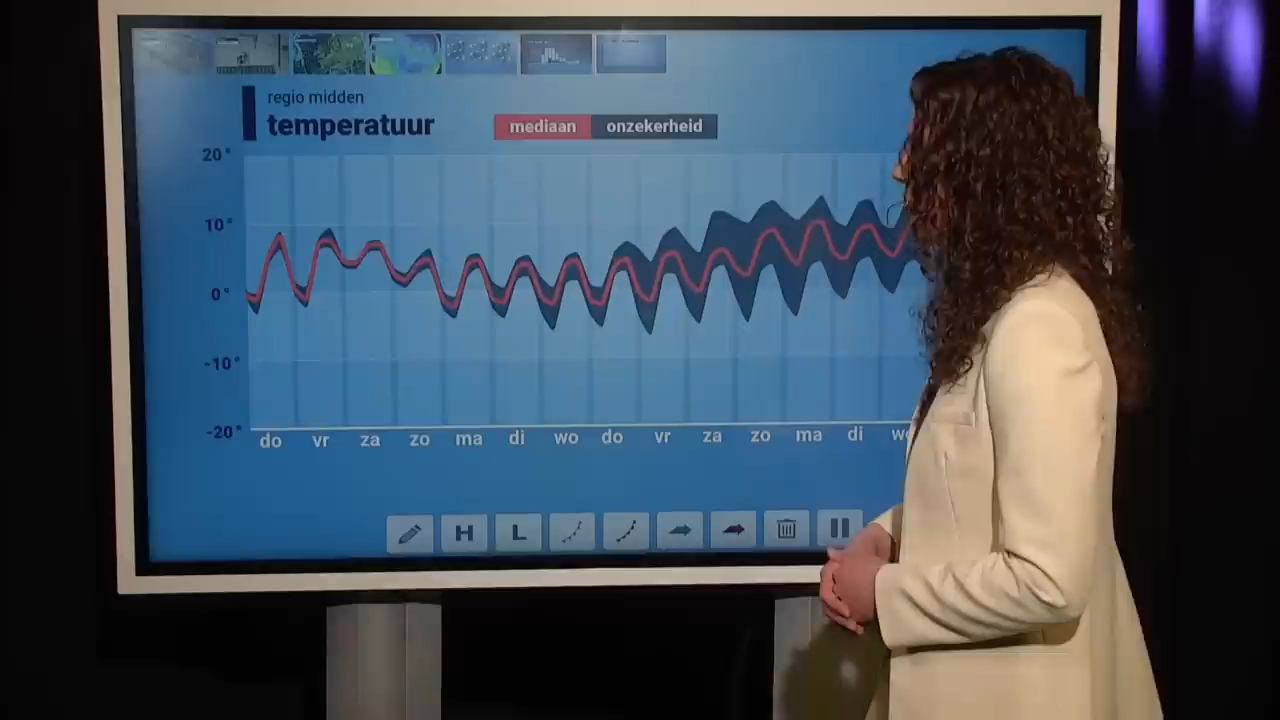 regio midden
temperatuur
mediaan onzekerheid
20°
10°
0°
-10°
-20°
do vr za zo ma di wo do vr za zo ma di wo
H L